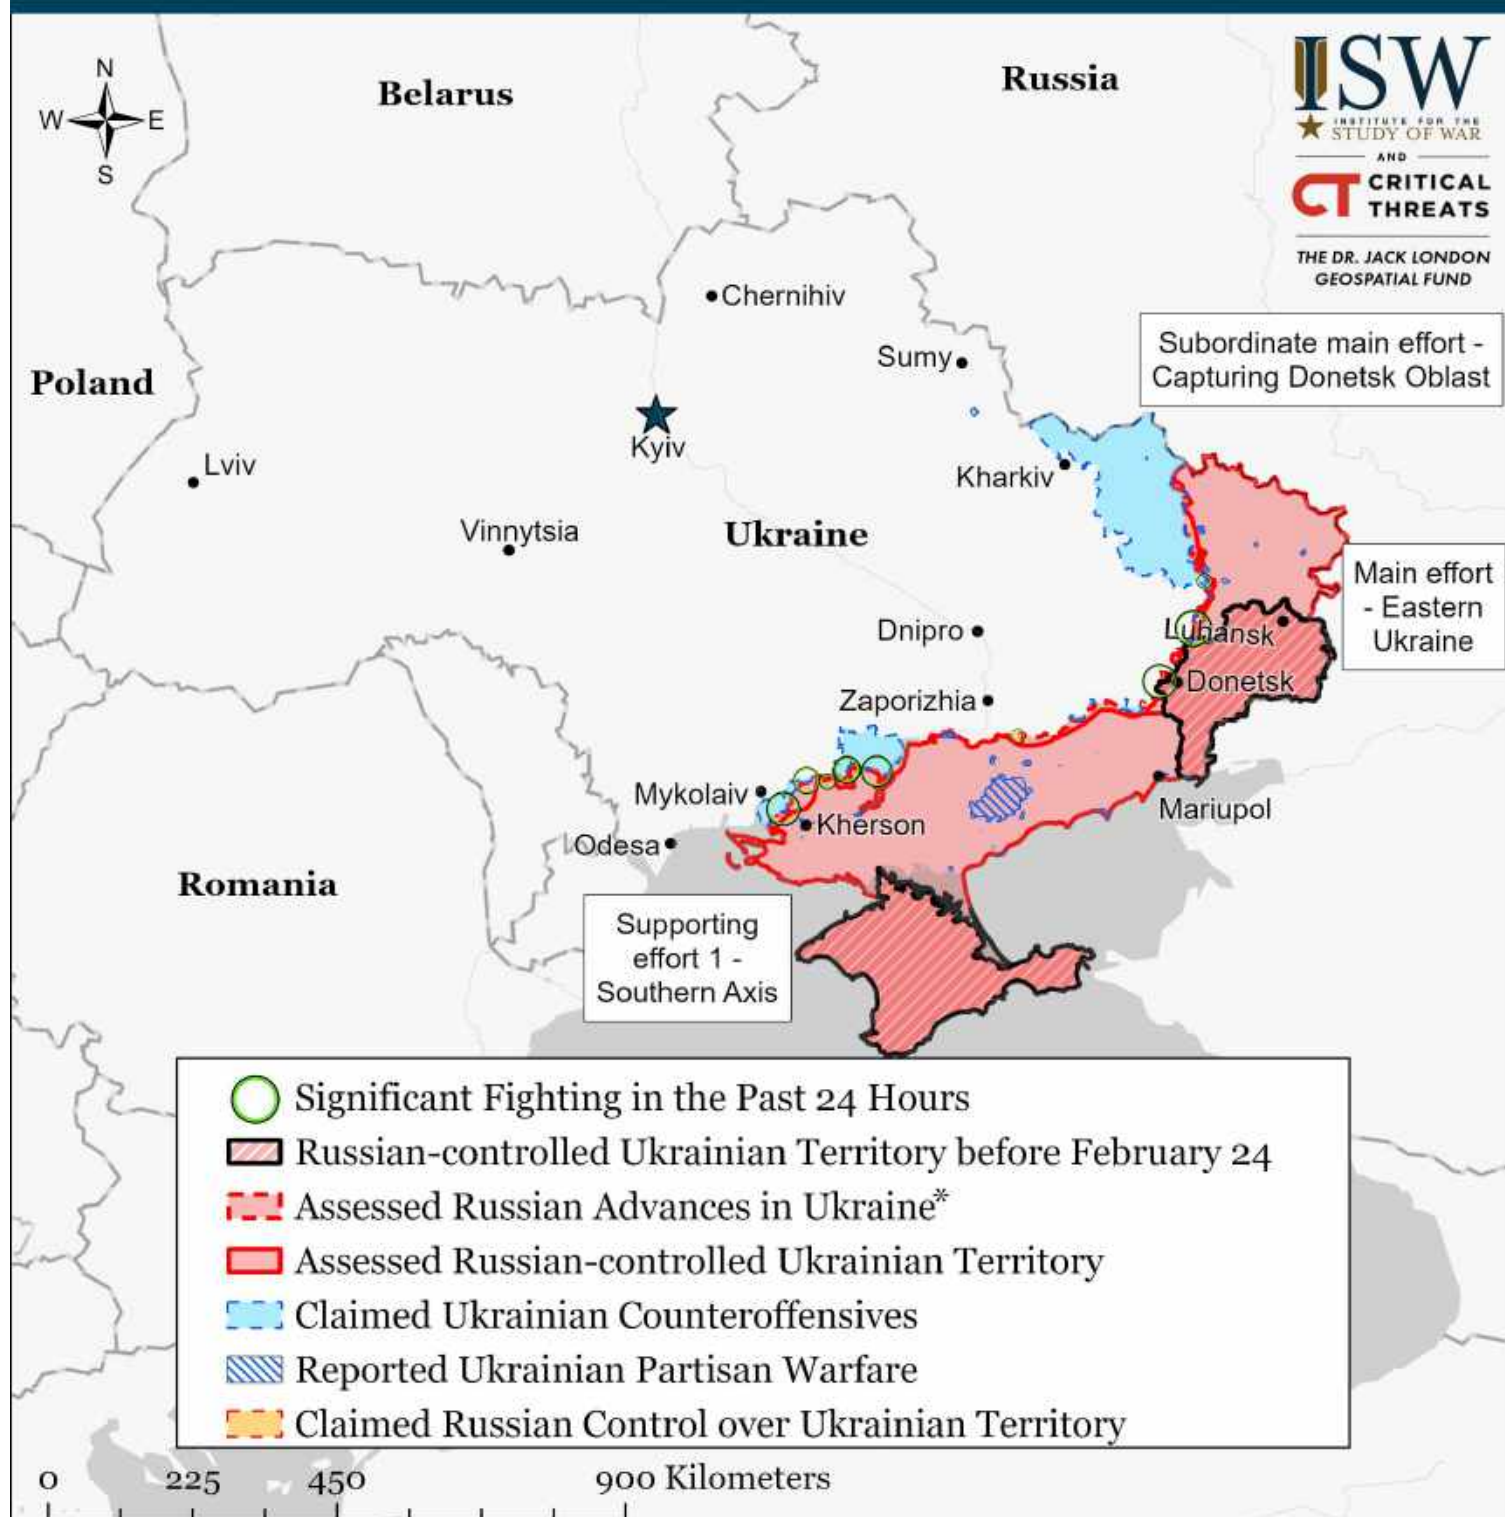 N
W E
S
Belarus
Russia
ISW
INSTITUTE FOR THE
STUDY OF WAR
AND
CT CRITICAL
THREATS
THE DR. JACK LONDON
GEOSPATIAL FUND
Chernihiv
Subordinate main effort -
Capturing Donetsk Oblast
Sumy
Poland
Kyiv
Lviv
Kharkiv
Vinnytsia
Ukraine
Main effort
- Eastern
Ukraine
Dnipro
Luhansk
Donetsk
Zaporizhia
Mykolaiv
Mariupol
Kherson
Odesa
Romania
Supporting
effort 1 -
Southern Axis
Significant Fighting in the Past 24 Hours
Russian-controlled Ukrainian Territory before February 24
Assessed Russian Advances in Ukraine*
Assessed Russian-controlled Ukrainian Territory
Claimed Ukrainian Counteroffensives
Reported Ukrainian Partisan Warfare
Claimed Russian Control over Ukrainian Territory
0 225 450 900 Kilometers